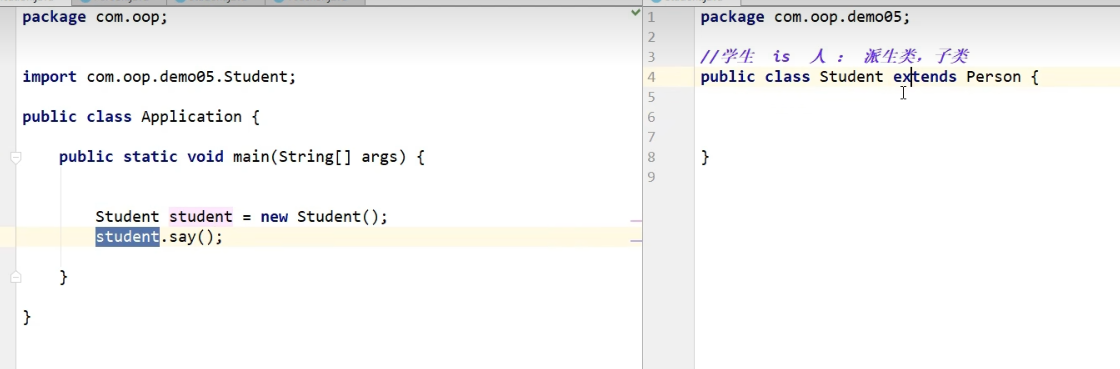 package com.oop;
import com.oop.demo05.Student;
public class Application {
public static void main(String[] args) {
Student student = new Student();
student.say();
}
}
1 package com.oop.demo05;
2
3 //学生 is 人 : 派生类，子类
4 public class Student extends Person {
5
6
7
8 }
9